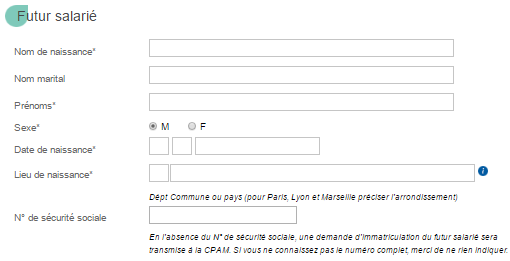 Futur salarié
Nom de naissance*
Nom marital
Prénoms*
Sexe* M F
Date de naissance*
Lieu de naissance* i
Dépt Commune ou pays (pour Paris, Lyon et Marseille préciser l'arrondissement)
N° de sécurité sociale
En l'absence du N° de sécurité sociale, une demande d'immatriculation du futur salarié sera
transmise à la CPAM. Si vous ne connaissez pas le numéro complet, merci de ne rien indiquer.